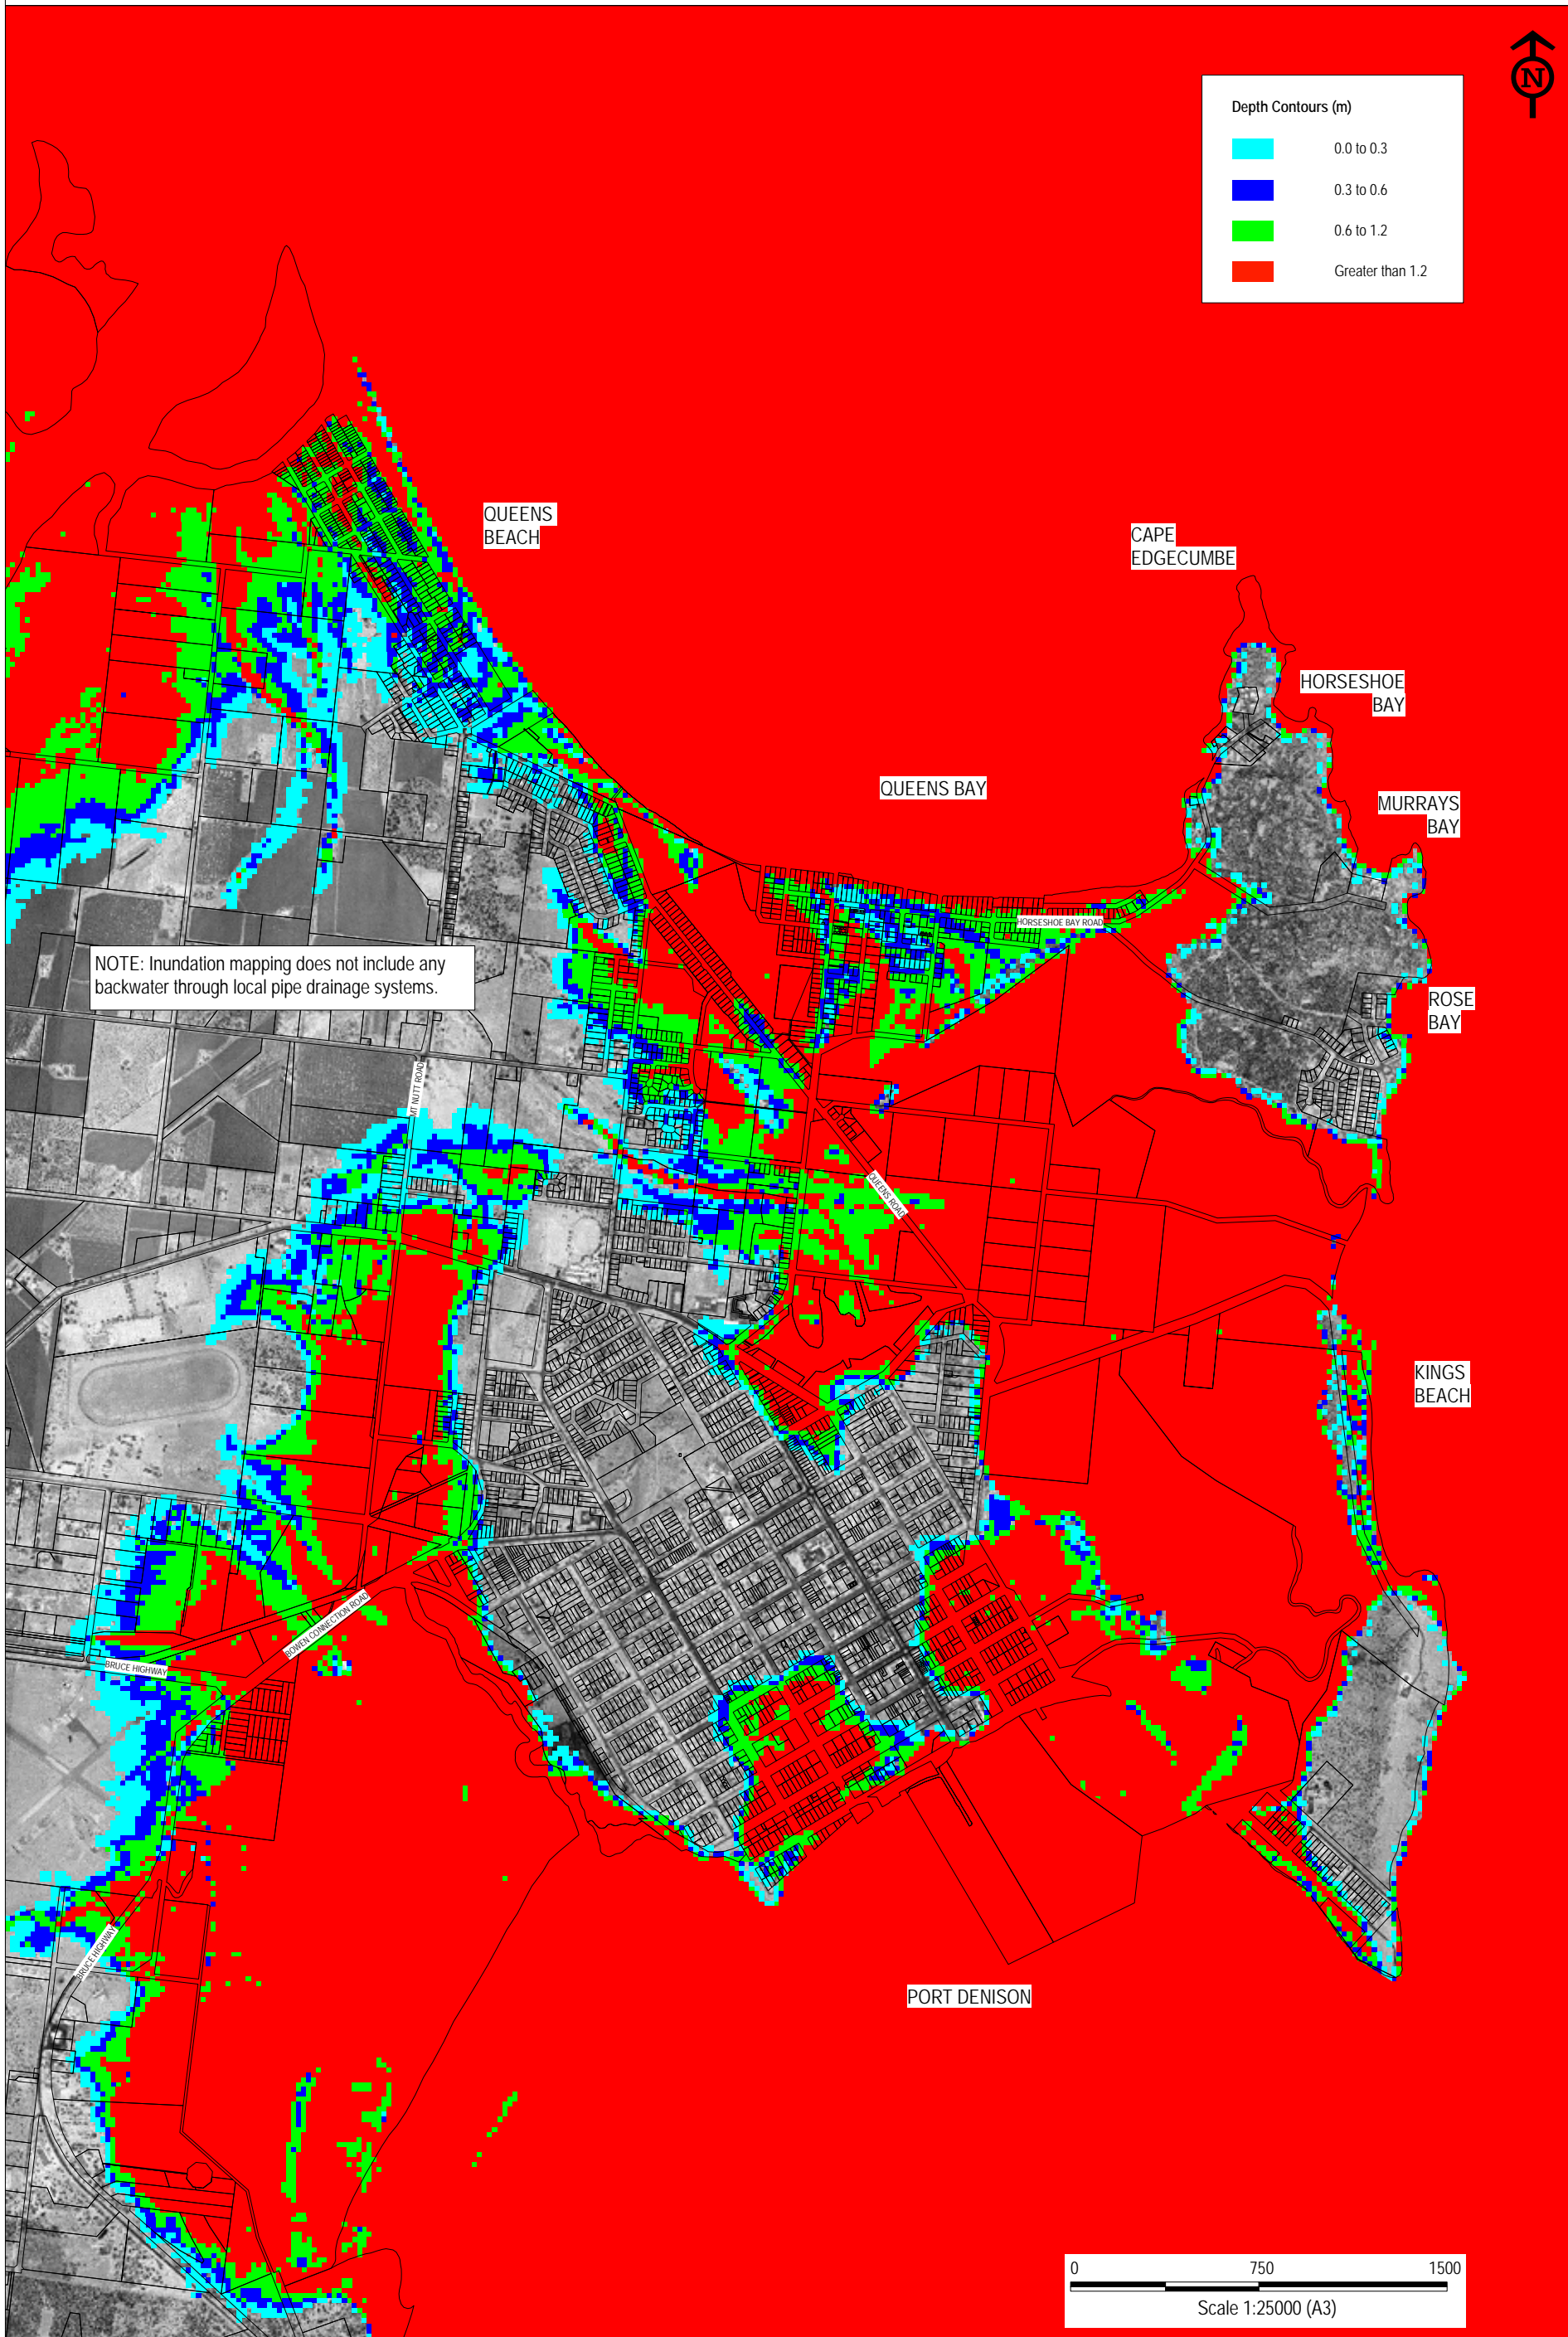 N
Depth Contours (m)
0.0 to 0.3
0.3 to 0.6
0.6 to 1.2
Greater than 1.2
QUEENS
BEACH
CAPE
EDGECUMBE
HORSESHOE
BAY
QUEENS BAY
MURRAYS
BAY
HORSESHOE BAY ROAD
NOTE: Inundation mapping does not include any
backwater through local pipe drainage systems.
ROSE
BAY
MT NUTT ROAD
QUEENS ROAD
KINGS
BEACH
BOWEN CONNECTION ROAD
BRUCE HIGHWAY
BRUCE HIGHWAY
PORT DENISON
0 750 1500
Scale 1:25000 (A3)